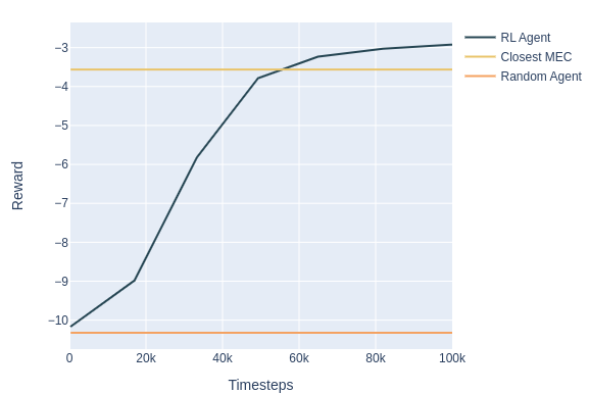 RL Agent
Closest MEC
Random Agent
−3
−4
−5
−6
−7
−8
−9
−10
Reward
0 20k 40k 60k 80k 100k
Timesteps